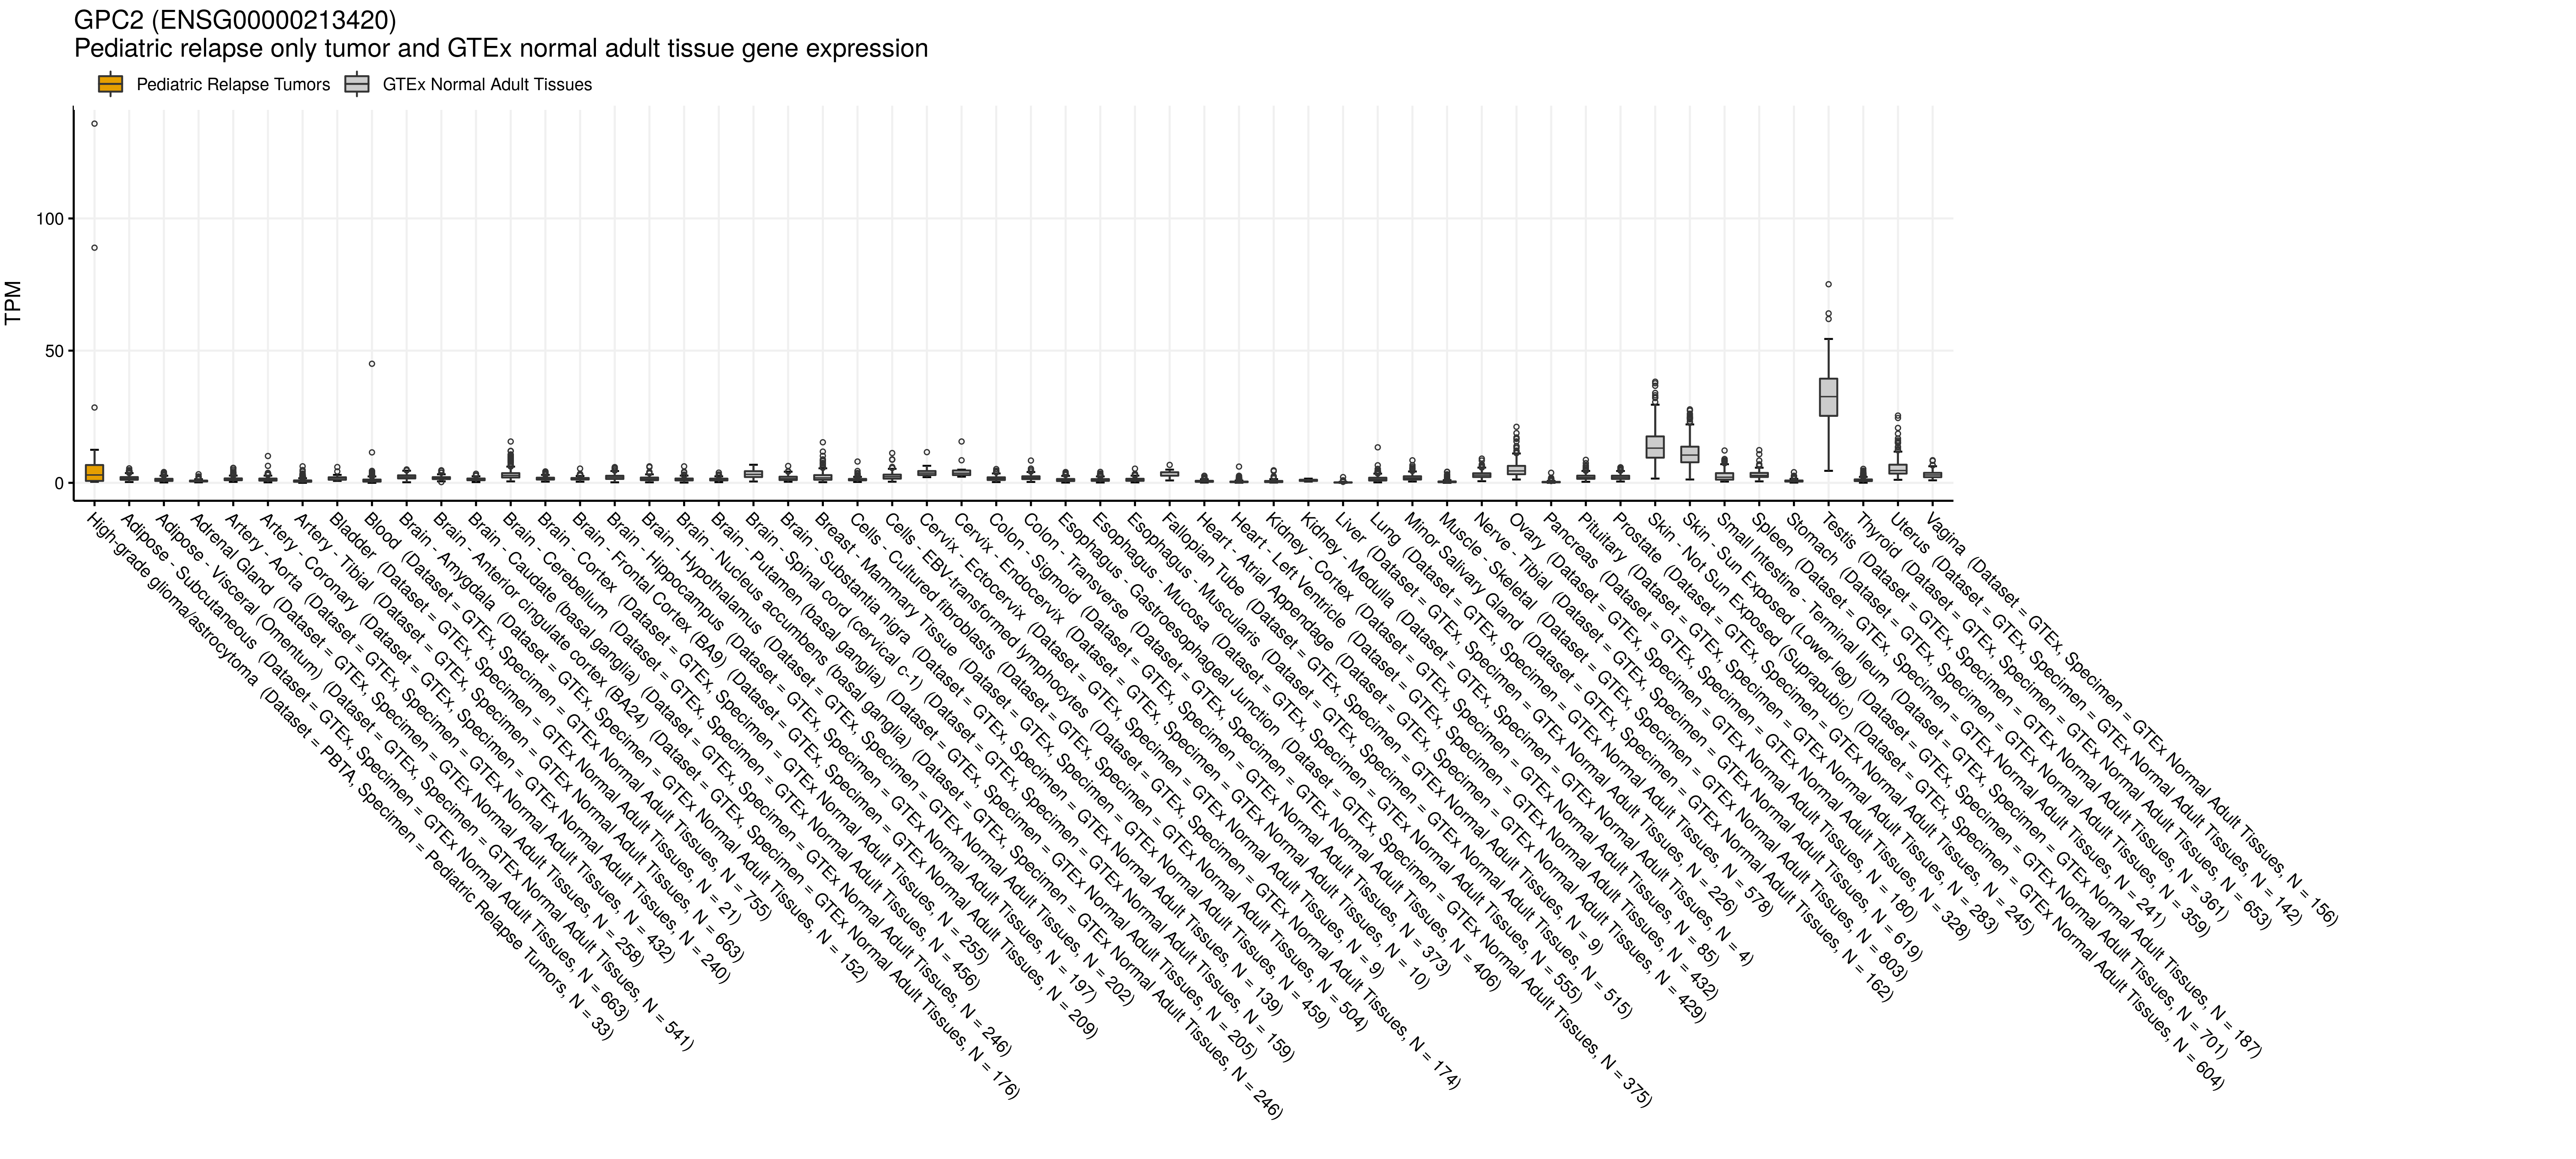 GPC2 (ENSG00000213420)
Pediatric relapse only tumor and GTEx normal adult tissue gene expression
Pediatric Relapse Tumors
GTEx Normal Adult Tissues
TPM
100
50
0
High-grade glioma/astrocytoma (Dataset = PBTA, Specimen = Pediatric Relapse Tumors, N = 33)
Adipose - Subcutaneous (Dataset = GTEx, Specimen = GTEx Normal Adult Tissues, N = 663)
Adipose - Visceral (Omentum) (Dataset = GTEx, Specimen = GTEx Normal Adult Tissues, N = 541)
Adrenal Gland (Dataset = GTEx, Specimen = GTEx Normal Adult Tissues, N = 258)
Artery - Aorta (Dataset = GTEx, Specimen = GTEx Normal Adult Tissues, N = 432)
Artery - Coronary (Dataset = GTEx, Specimen = GTEx Normal Adult Tissues, N = 240)
Artery - Tibial (Dataset = GTEx, Specimen = GTEx Normal Adult Tissues, N = 663)
Bladder (Dataset = GTEx, Specimen = GTEx Normal Adult Tissues, N = 21)
Blood (Dataset = GTEx, Specimen = GTEx Normal Adult Tissues, N = 755)
Brain - Amygdala (Dataset = GTEx, Specimen = GTEx Normal Adult Tissues, N = 152)
Brain - Anterior cingulate cortex (BA24) (Dataset = GTEx, Specimen = GTEx Normal Adult Tissues, N = 176)
Brain - Caudate (basal ganglia) (Dataset = GTEx, Specimen = GTEx Normal Adult Tissues, N = 246)
Brain - Cerebellum (Dataset = GTEx, Specimen = GTEx Normal Adult Tissues, N = 456)
Brain - Cortex (Dataset = GTEx, Specimen = GTEx Normal Adult Tissues, N = 255)
Brain - Frontal Cortex (BA9) (Dataset = GTEx, Specimen = GTEx Normal Adult Tissues, N = 209)
Brain - Hippocampus (Dataset = GTEx, Specimen = GTEx Normal Adult Tissues, N = 197)
Brain - Hypothalamus (Dataset = GTEx, Specimen = GTEx Normal Adult Tissues, N = 202)
Brain - Nucleus accumbens (basal ganglia) (Dataset = GTEx, Specimen = GTEx Normal Adult Tissues, N = 246)
Brain - Putamen (basal ganglia) (Dataset = GTEx, Specimen = GTEx Normal Adult Tissues, N = 205)
Brain - Spinal cord (cervical c-1) (Dataset = GTEx, Specimen = GTEx Normal Adult Tissues, N = 159)
Brain - Substantia nigra (Dataset = GTEx, Specimen = GTEx Normal Adult Tissues, N = 139)
Breast - Mammary Tissue (Dataset = GTEx, Specimen = GTEx Normal Adult Tissues, N = 459)
Cells - Cultured fibroblasts (Dataset = GTEx, Specimen = GTEx Normal Adult Tissues, N = 504)
Cells - EBV-transformed lymphocytes (Dataset = GTEx, Specimen = GTEx Normal Adult Tissues, N = 174)
Cervix - Ectocervix (Dataset = GTEx, Specimen = GTEx Normal Adult Tissues, N = 9)
Cervix - Endocervix (Dataset = GTEx, Specimen = GTEx Normal Adult Tissues, N = 10)
Colon - Sigmoid (Dataset = GTEx, Specimen = GTEx Normal Adult Tissues, N = 373)
Colon - Transverse (Dataset = GTEx, Specimen = GTEx Normal Adult Tissues, N = 406)
Esophagus - Gastroesophageal Junction (Dataset = GTEx, Specimen = GTEx Normal Adult Tissues, N = 375)
Esophagus - Mucosa (Dataset = GTEx, Specimen = GTEx Normal Adult Tissues, N = 555)
Esophagus - Muscularis (Dataset = GTEx, Specimen = GTEx Normal Adult Tissues, N = 515)
Fallopian Tube (Dataset = GTEx, Specimen = GTEx Normal Adult Tissues, N = 9)
Heart - Atrial Appendage (Dataset = GTEx, Specimen = GTEx Normal Adult Tissues, N = 429)
Heart - Left Ventricle (Dataset = GTEx, Specimen = GTEx Normal Adult Tissues, N = 432)
Kidney - Cortex (Dataset = GTEx, Specimen = GTEx Normal Adult Tissues, N = 85)
Kidney - Medulla (Dataset = GTEx, Specimen = GTEx Normal Adult Tissues, N = 4)
Liver (Dataset = GTEx, Specimen = GTEx Normal Adult Tissues, N = 226)
Lung (Dataset = GTEx, Specimen = GTEx Normal Adult Tissues, N = 578)
Minor Salivary Gland (Dataset = GTEx, Specimen = GTEx Normal Adult Tissues, N = 162)
Muscle - Skeletal (Dataset = GTEx, Specimen = GTEx Normal Adult Tissues, N = 803)
Nerve - Tibial (Dataset = GTEx, Specimen = GTEx Normal Adult Tissues, N = 619)
Ovary (Dataset = GTEx, Specimen = GTEx Normal Adult Tissues, N = 180)
Pancreas (Dataset = GTEx, Specimen = GTEx Normal Adult Tissues, N = 328)
Pituitary (Dataset = GTEx, Specimen = GTEx Normal Adult Tissues, N = 283)
Prostate (Dataset = GTEx, Specimen = GTEx Normal Adult Tissues, N = 245)
Skin - Not Sun Exposed (Suprapubic) (Dataset = GTEx, Specimen = GTEx Normal Adult Tissues, N = 604)
Skin - Sun Exposed (Lower leg) (Dataset = GTEx, Specimen = GTEx Normal Adult Tissues, N = 701)
Small Intestine - Terminal Ileum (Dataset = GTEx, Specimen = GTEx Normal Adult Tissues, N = 187)
Spleen (Dataset = GTEx, Specimen = GTEx Normal Adult Tissues, N = 241)
Stomach (Dataset = GTEx, Specimen = GTEx Normal Adult Tissues, N = 359)
Testis (Dataset = GTEx, Specimen = GTEx Normal Adult Tissues, N = 361)
Thyroid (Dataset = GTEx, Specimen = GTEx Normal Adult Tissues, N = 653)
Uterus (Dataset = GTEx, Specimen = GTEx Normal Adult Tissues, N = 142)
Vagina (Dataset = GTEx, Specimen = GTEx Normal Adult Tissues, N = 156)